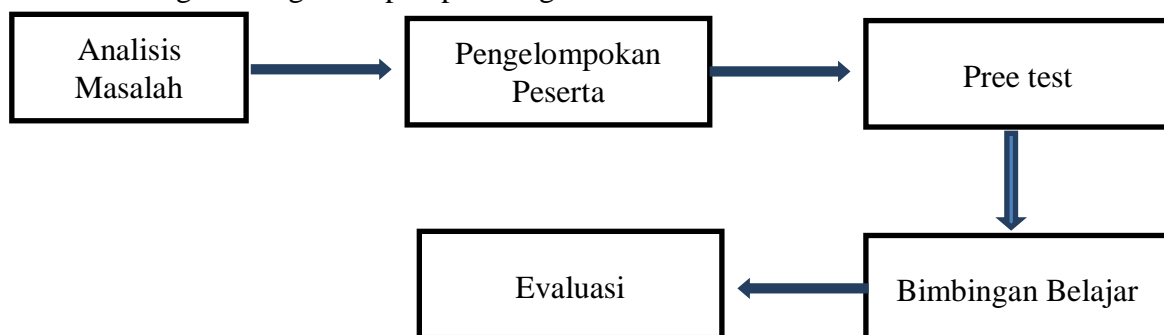 Analisis
Masalah
Pengelompokan
Peserta
Pree test
Bimbingan Belajar
Evaluasi